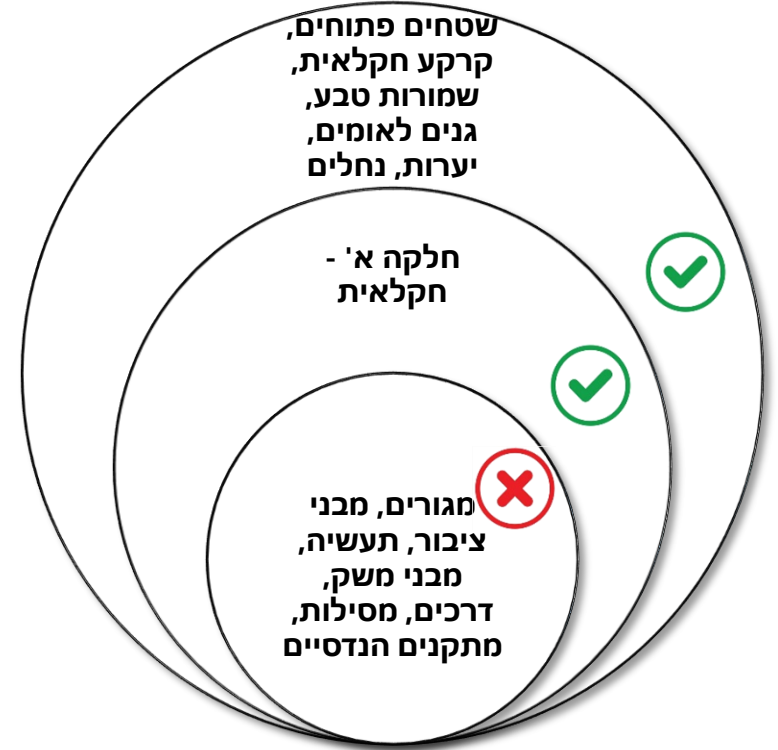 שטחים פתוחים,
קרקע חקלאית,
שמורות טבע,
גנים לאומים,
יערות, נחלים
חלקה א' -
חקלאית
מגורים, מבני
ציבור, תעשיה,
מבני משק,
דרכים, מסילות,
מתקנים הנדסיים